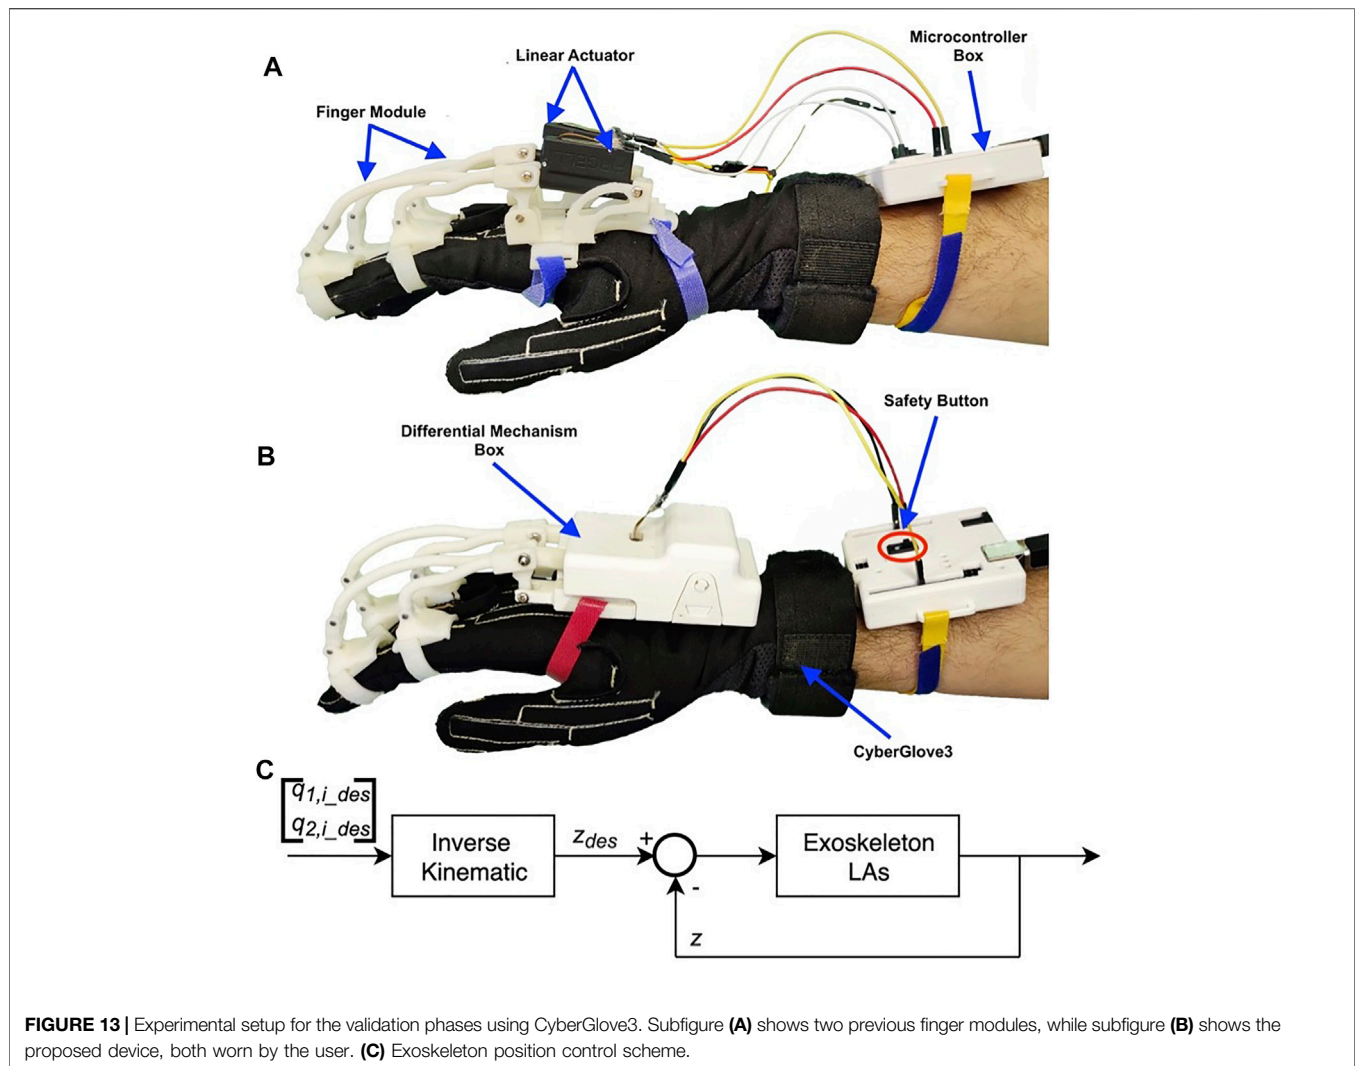 A
Linear Actuator
Microcontroller
Box
Finger Module
B
Differential Mechanism
Box
Safety Button
CyberGlove3
C
q1,i_des
q2,i_des
Inverse
Kinematic
zdes
+
-
Exoskeleton
LAs
z
FIGURE 13 | Experimental setup for the validation phases using CyberGlove3. Subfigure (A) shows two previous finger modules, while subfigure (B) shows the
proposed device, both worn by the user. (C) Exoskeleton position control scheme.